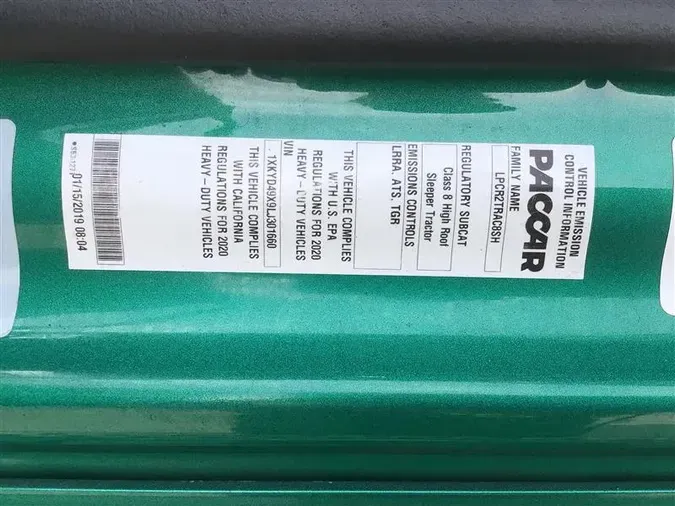 VEHICLE EMISSION
CONTROL INFORMATION
PACCAR
FAMILY NAME
LPCR2TRAC8SH
REGULATORY SUBCAT
Class 8 High Roof
Sleeper Tractor
EMISSIONS CONTROLS
LRRA. ATS. TGR
THIS VEHICLE COMPLIES
WITH U.S. EPA
REGULATIONS FOR 2020
HEAVY-DUTY VEHICLES
VIN
1XKYD49X9LJ301660
THIS VEHICLE COMPLIES
WITH CALIFORNIA
REGULATIONS FOR 2020
HEAVY-DUTY VEHICLES
01/15/2019 08:04